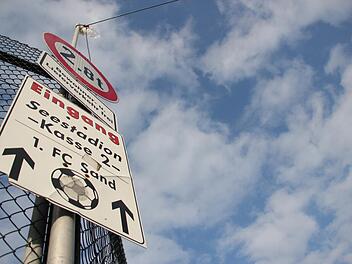 2.8t
Eingang
Seestadion
-Kasse 2-
1. FC Sand